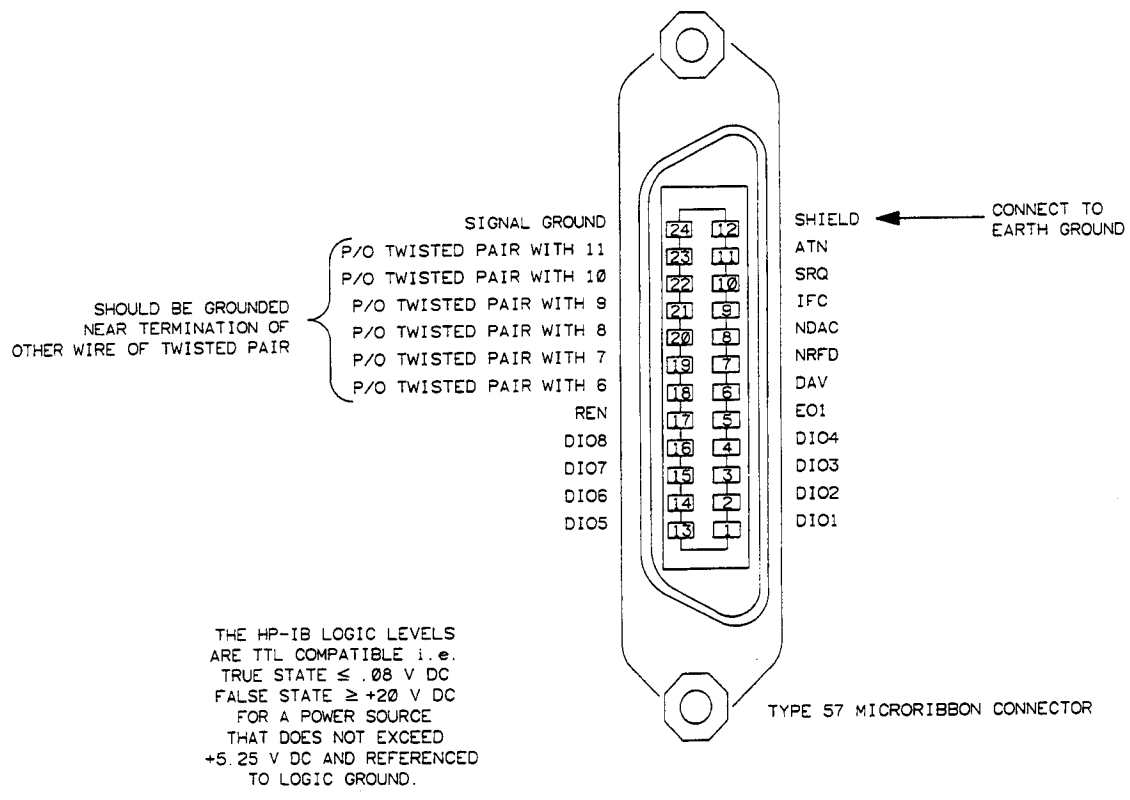 SIGNAL GROUND
P/O TWISTED PAIR WITH 11
P/O TWISTED PAIR WITH 10
P/O TWISTED PAIR WITH 9
P/O TWISTED PAIR WITH 8
P/O TWISTED PAIR WITH 7
P/O TWISTED PAIR WITH 6
REN
DIO8
DIO7
DIO6
DIO5
SHOULD BE GROUNDED
NEAR TERMINATION OF
OTHER WIRE OF TWISTED PAIR
24 12
23 11
22 10
21 9
20 8
19 7
18 6
17 5
16 4
15 3
14 2
13 1
SHIELD
ATN
SRQ
IFC
NDAC
NRFD
DAV
EO1
DIO4
DIO3
DIO2
DIO1
CONNECT TO
EARTH GROUND
THE HP-IB LOGIC LEVELS
ARE TTL COMPATIBLE i.e.
TRUE STATE ≤ .08 V DC
FALSE STATE ≥ +20 V DC
FOR A POWER SOURCE
THAT DOES NOT EXCEED
+5.25 V DC AND REFERENCED
TO LOGIC GROUND.
TYPE 57 MICRORIBBON CONNECTOR